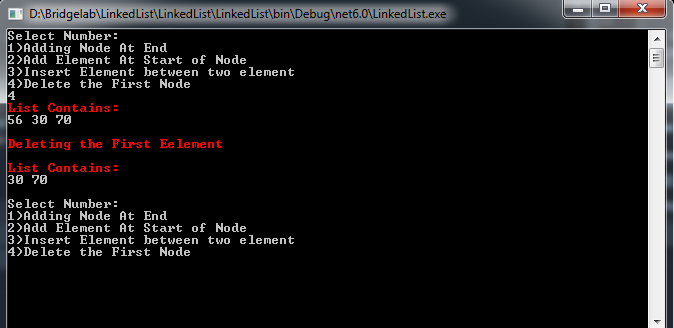 D:\Bridgelab\LinkedList\LinkedList\LinkedList\bin\Debug\net6.0\LinkedList.exe
Select Number:
1)Adding Node At End
2)Add Element At Start of Node
3)Insert Element between two element
4)Delete the First Node
4
List Contains:
56 30 70
Deleting the First Eelement
List Contains:
30 70
Select Number:
1)Adding Node At End
2)Add Element At Start of Node
3)Insert Element between two element
4)Delete the First Node